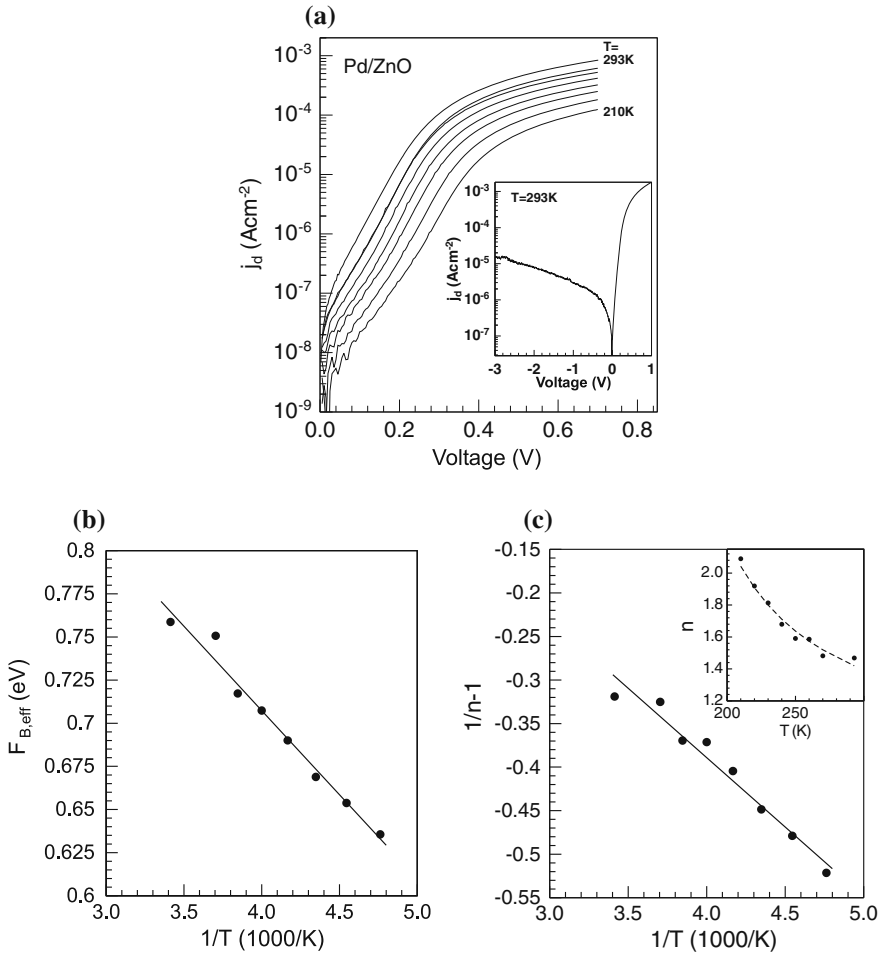 (a)
10⁻³
10⁻⁴
10⁻⁵
10⁻⁶
10⁻⁷
10⁻⁸
10⁻⁹
j_d (Acm⁻²)
Pd/ZnO
T=
293K
210K
0.0 0.2 0.4 0.6 0.8
Voltage (V)
T=293K
10⁻³
10⁻⁴
10⁻⁵
10⁻⁶
10⁻⁷
j_d (Acm⁻²)
-3 -2 -1 0 1
Voltage (V)
(b)
0.8
0.775
0.75
0.725
0.7
0.675
0.65
0.625
0.6
F_B,eff (eV)
3.0 3.5 4.0 4.5 5.0
1/T (1000/K)
(c)
-0.15
-0.25
-0.3
-0.35
-0.4
-0.45
-0.5
-0.55
1/n-1
3.0 3.5 4.0 4.5 5.0
1/T (1000/K)
2.0
1.8
1.6
1.4
1.2
n
200 250
T (K)